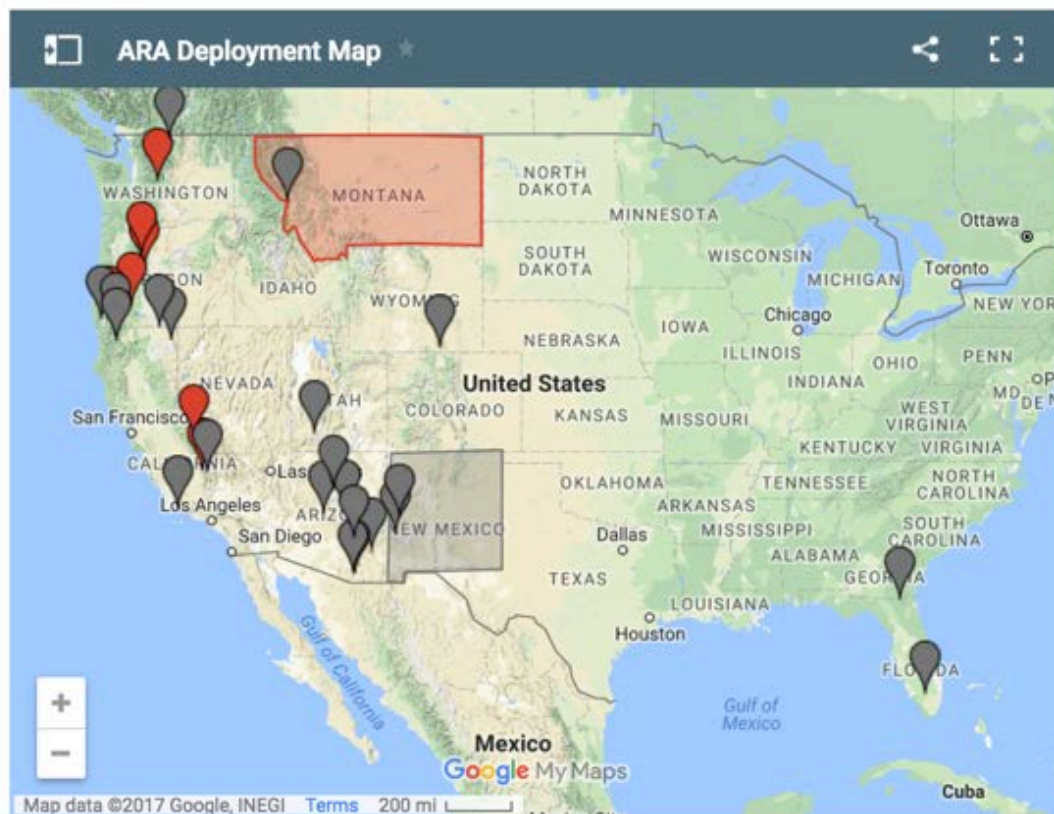 ARA Deployment Map
WASHINGTON
MONTANA
NORTH
DAKOTA
MINNESOTA
Ottawa
SOUTH
DAKOTA
WISCONSIN
MICHIGAN
Toronto
IDAHO
WYOMING
NEW YOR
Chicago
IOWA
NEBRASKA
ILLINOIS
OHIO
PENN
INDIANA
NEVADA
United States
MD
DE
COLORADO
KANSAS
MISSOURI
WEST
VIRGINIA
San Francisco
KENTUCKY
VIRGINIA
Las
OKLAHOMA
TENNESSEE
NORTH
CAROLINA
Los Angeles
ARKANSAS
NEW MEXICO
MISSISSIPPI
SOUTH
CAROLINA
San Diego
Dallas
ALABAMA
TEXAS
LOUISIANA
Houston
Gulf of California
Gulf of
Mexico
Mexico
Google My Maps
Cuba
Map data ©2017 Google, INEGI Terms 200 mi